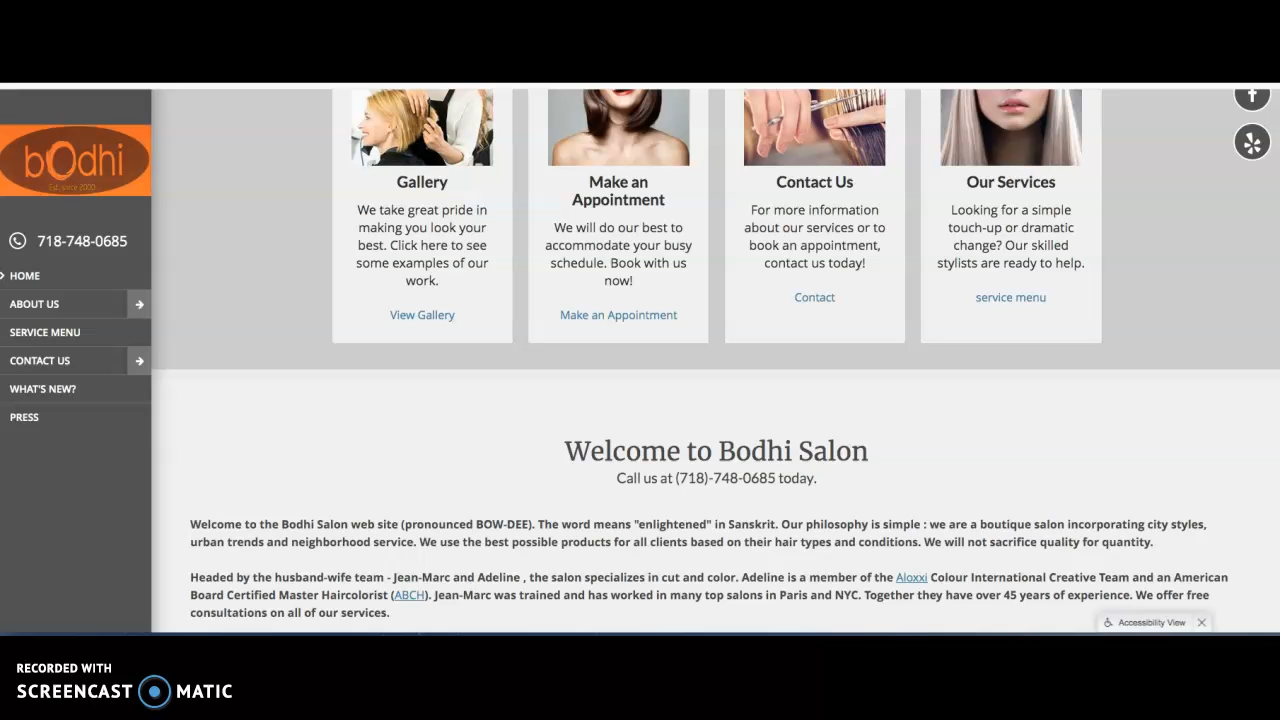 bOdhi
Est. since 2000
718-748-0685
HOME
ABOUT US
SERVICE MENU
CONTACT US
WHAT'S NEW?
PRESS
Gallery
We take great pride in
making you look your
best. Click here to see
some examples of our
work.
View Gallery
Make an
Appointment
We will do our best to
accommodate your busy
schedule. Book with us
now!
Make an Appointment
Contact Us
For more information
about our services or to
book an appointment,
contact us today!
Contact
Our Services
Looking for a simple
touch-up or dramatic
change? Our skilled
stylists are ready to help.
service menu
Welcome to Bodhi Salon
Call us at (718)-748-0685 today.
Welcome to the Bodhi Salon web site (pronounced BOW-DEE). The word means "enlightened" in Sanskrit. Our philosophy is simple : we are a boutique salon incorporating city styles,
urban trends and neighborhood service. We use the best possible products for all clients based on their hair types and conditions. We will not sacrifice quality for quantity.
Headed by the husband-wife team - Jean-Marc and Adeline , the salon specializes in cut and color. Adeline is a member of the Aloxxi Colour International Creative Team and an American
Board Certified Master Haircolorist (ABCH). Jean-Marc was trained and has worked in many top salons in Paris and NYC. Together they have over 45 years of experience. We offer free
consultations on all of our services.
Accessibility View
RECORDED WITH
SCREENCAST MATIC